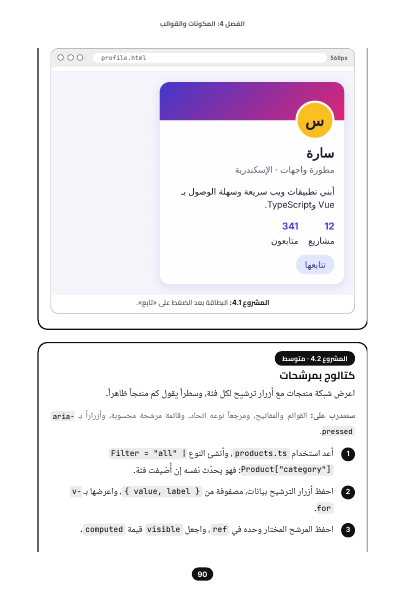 الفصل 4: المكونات والقوالب
profile.html
560px
س
سارة
مطورة واجهات · الإسكندرية
أبني تطبيقات ويب سريعة وسهلة الوصول بـ
Vue وTypeScript.
12 341
مشاريع متابعون
تتابعها
المشروع 4.1: البطاقة بعد الضغط على «تابع».
المشروع 4.2 · متوسط
كتالوج بمرشحات
اعرض شبكة منتجات مع أزرار ترشيح لكل فئة، وسطراً يقول كم منتجاً ظاهراً.
ستتدرب على: القوائم والمفاتيح، ومرجعاً نوعه اتحاد، وقائمة مرشحة محسوبة، وأزراراً بـ aria-
pressed.
1 أعد استخدام products.ts، وأنشئ النوع Filter = "all" |
Product["category"]: فهو يحدّث نفسه إن أُضيفت فئة.
2 احفظ أزرار الترشيح بيانات، مصفوفة من { value, label }، واعرضها بـ v-
for.
3 احفظ المرشح المختار وحده في ref، واجعل visible قيمة computed.
90